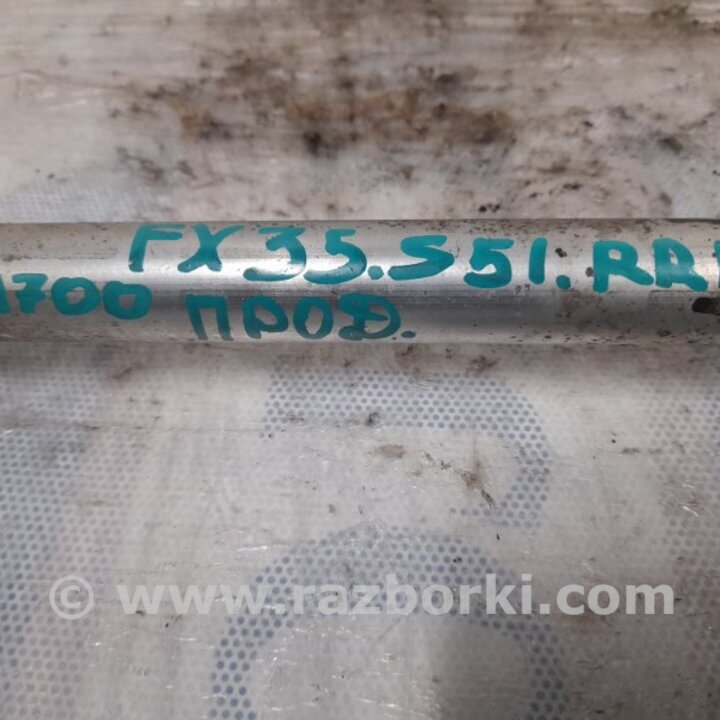 FX35.S51.RR
1700 ПРОД.
© www.razborki.com